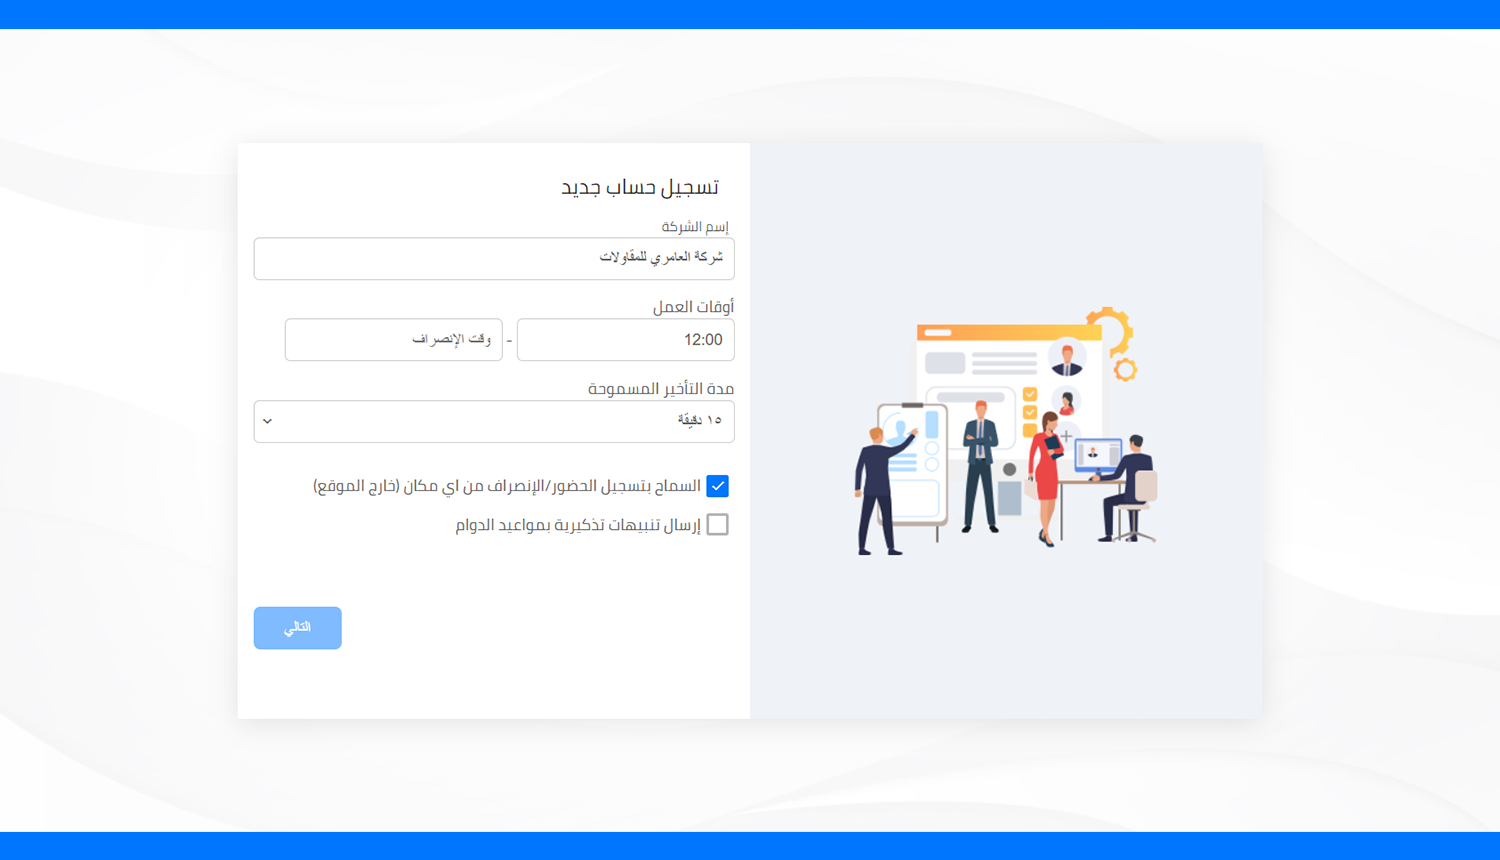 تسجيل حساب جديد
إسم الشركة
شركة العامري للمقاولات
أوقات العمل
12:00 - وقت الإنصراف
مدة التأخير المسموحة
١٥ دقيقة
السماح بتسجيل الحضور/الإنصراف من اي مكان (خارج الموقع)
إرسال تنبيهات تذكيرية بمواعيد الدوام
التالي